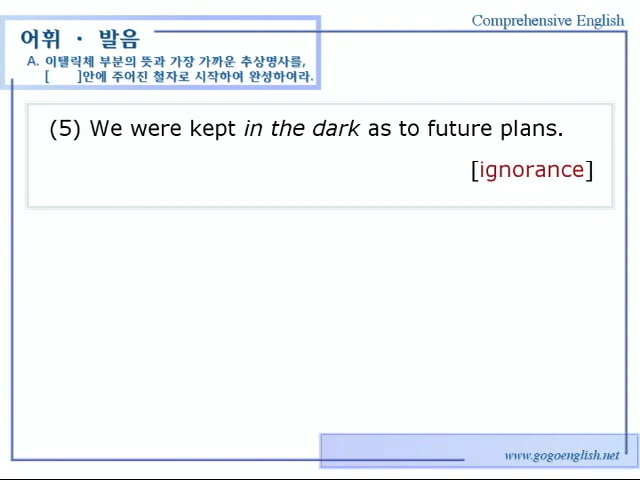 Comprehensive English
어휘 · 발음
A. 이탤릭체 부분의 뜻과 가장 가까운 추상명사를,
[ ]안에 주어진 철자로 시작하여 완성하여라.
(5) We were kept in the dark as to future plans.
[ignorance]
www.gogoenglish.net